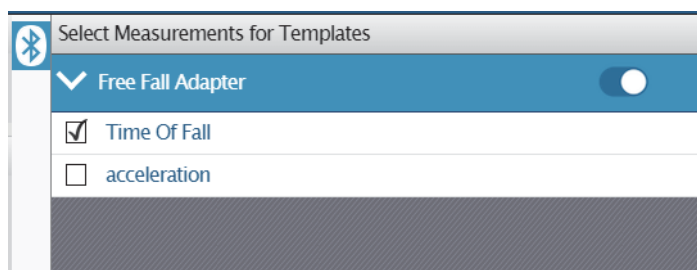 Select Measurements for Templates
Free Fall Adapter
Time Of Fall
acceleration